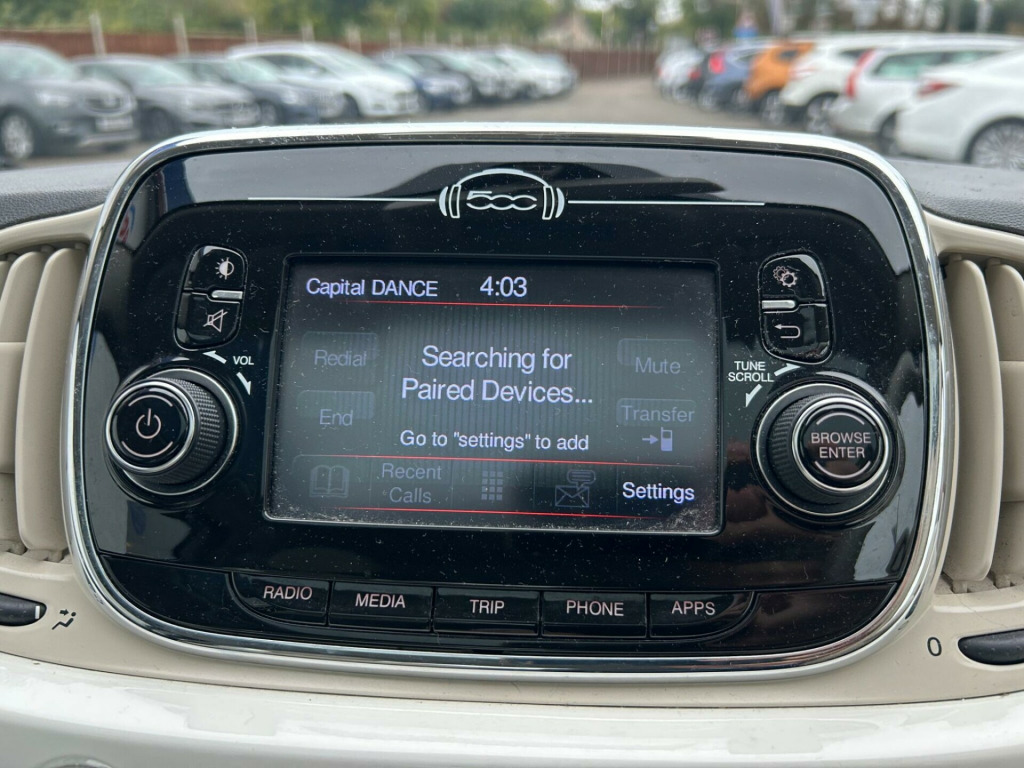 500
Capital DANCE 4:03
Redial
Searching for
Paired Devices...
Mute
End
Transfer
Go to "settings" to add
Recent
Calls
Settings
VOL
TUNE
SCROLL
BROWSE
ENTER
RADIO
MEDIA
TRIP
PHONE
APPS
0